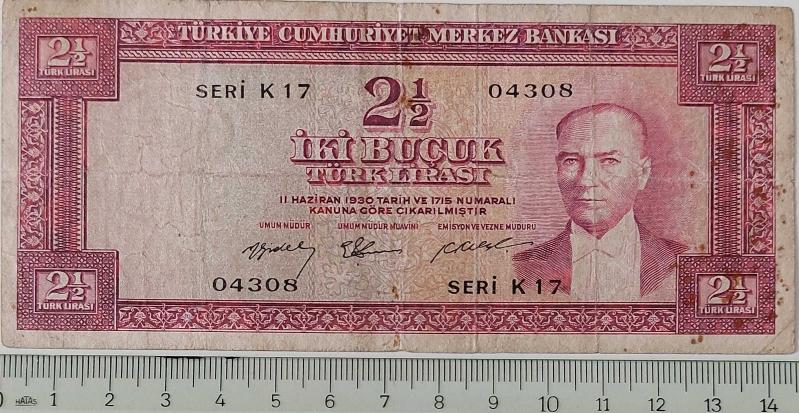 TÜRKİYE CUMHURİYET MERKEZ BANKASI
2½ TÜRK LİRASI
2½ TÜRK LİRASI
SERİ K 17
2½
04308
İKİ BUÇUK
TÜRK LİRASI
11 HAZİRAN 1930 TARİH VE 1715 NUMARALI
KANUNA GÖRE ÇIKARILMIŞTIR
UMUM MÜDÜR UMUM MÜDÜR MUAVİNİ EMİSYON VE VEZNE MÜDÜRÜ
04308
SERİ K 17
2½ TÜRK LİRASI
2½ TÜRK LİRASI
0 1 2 3 4 5 6 7 8 9 10 11 12 13 14
HATAS